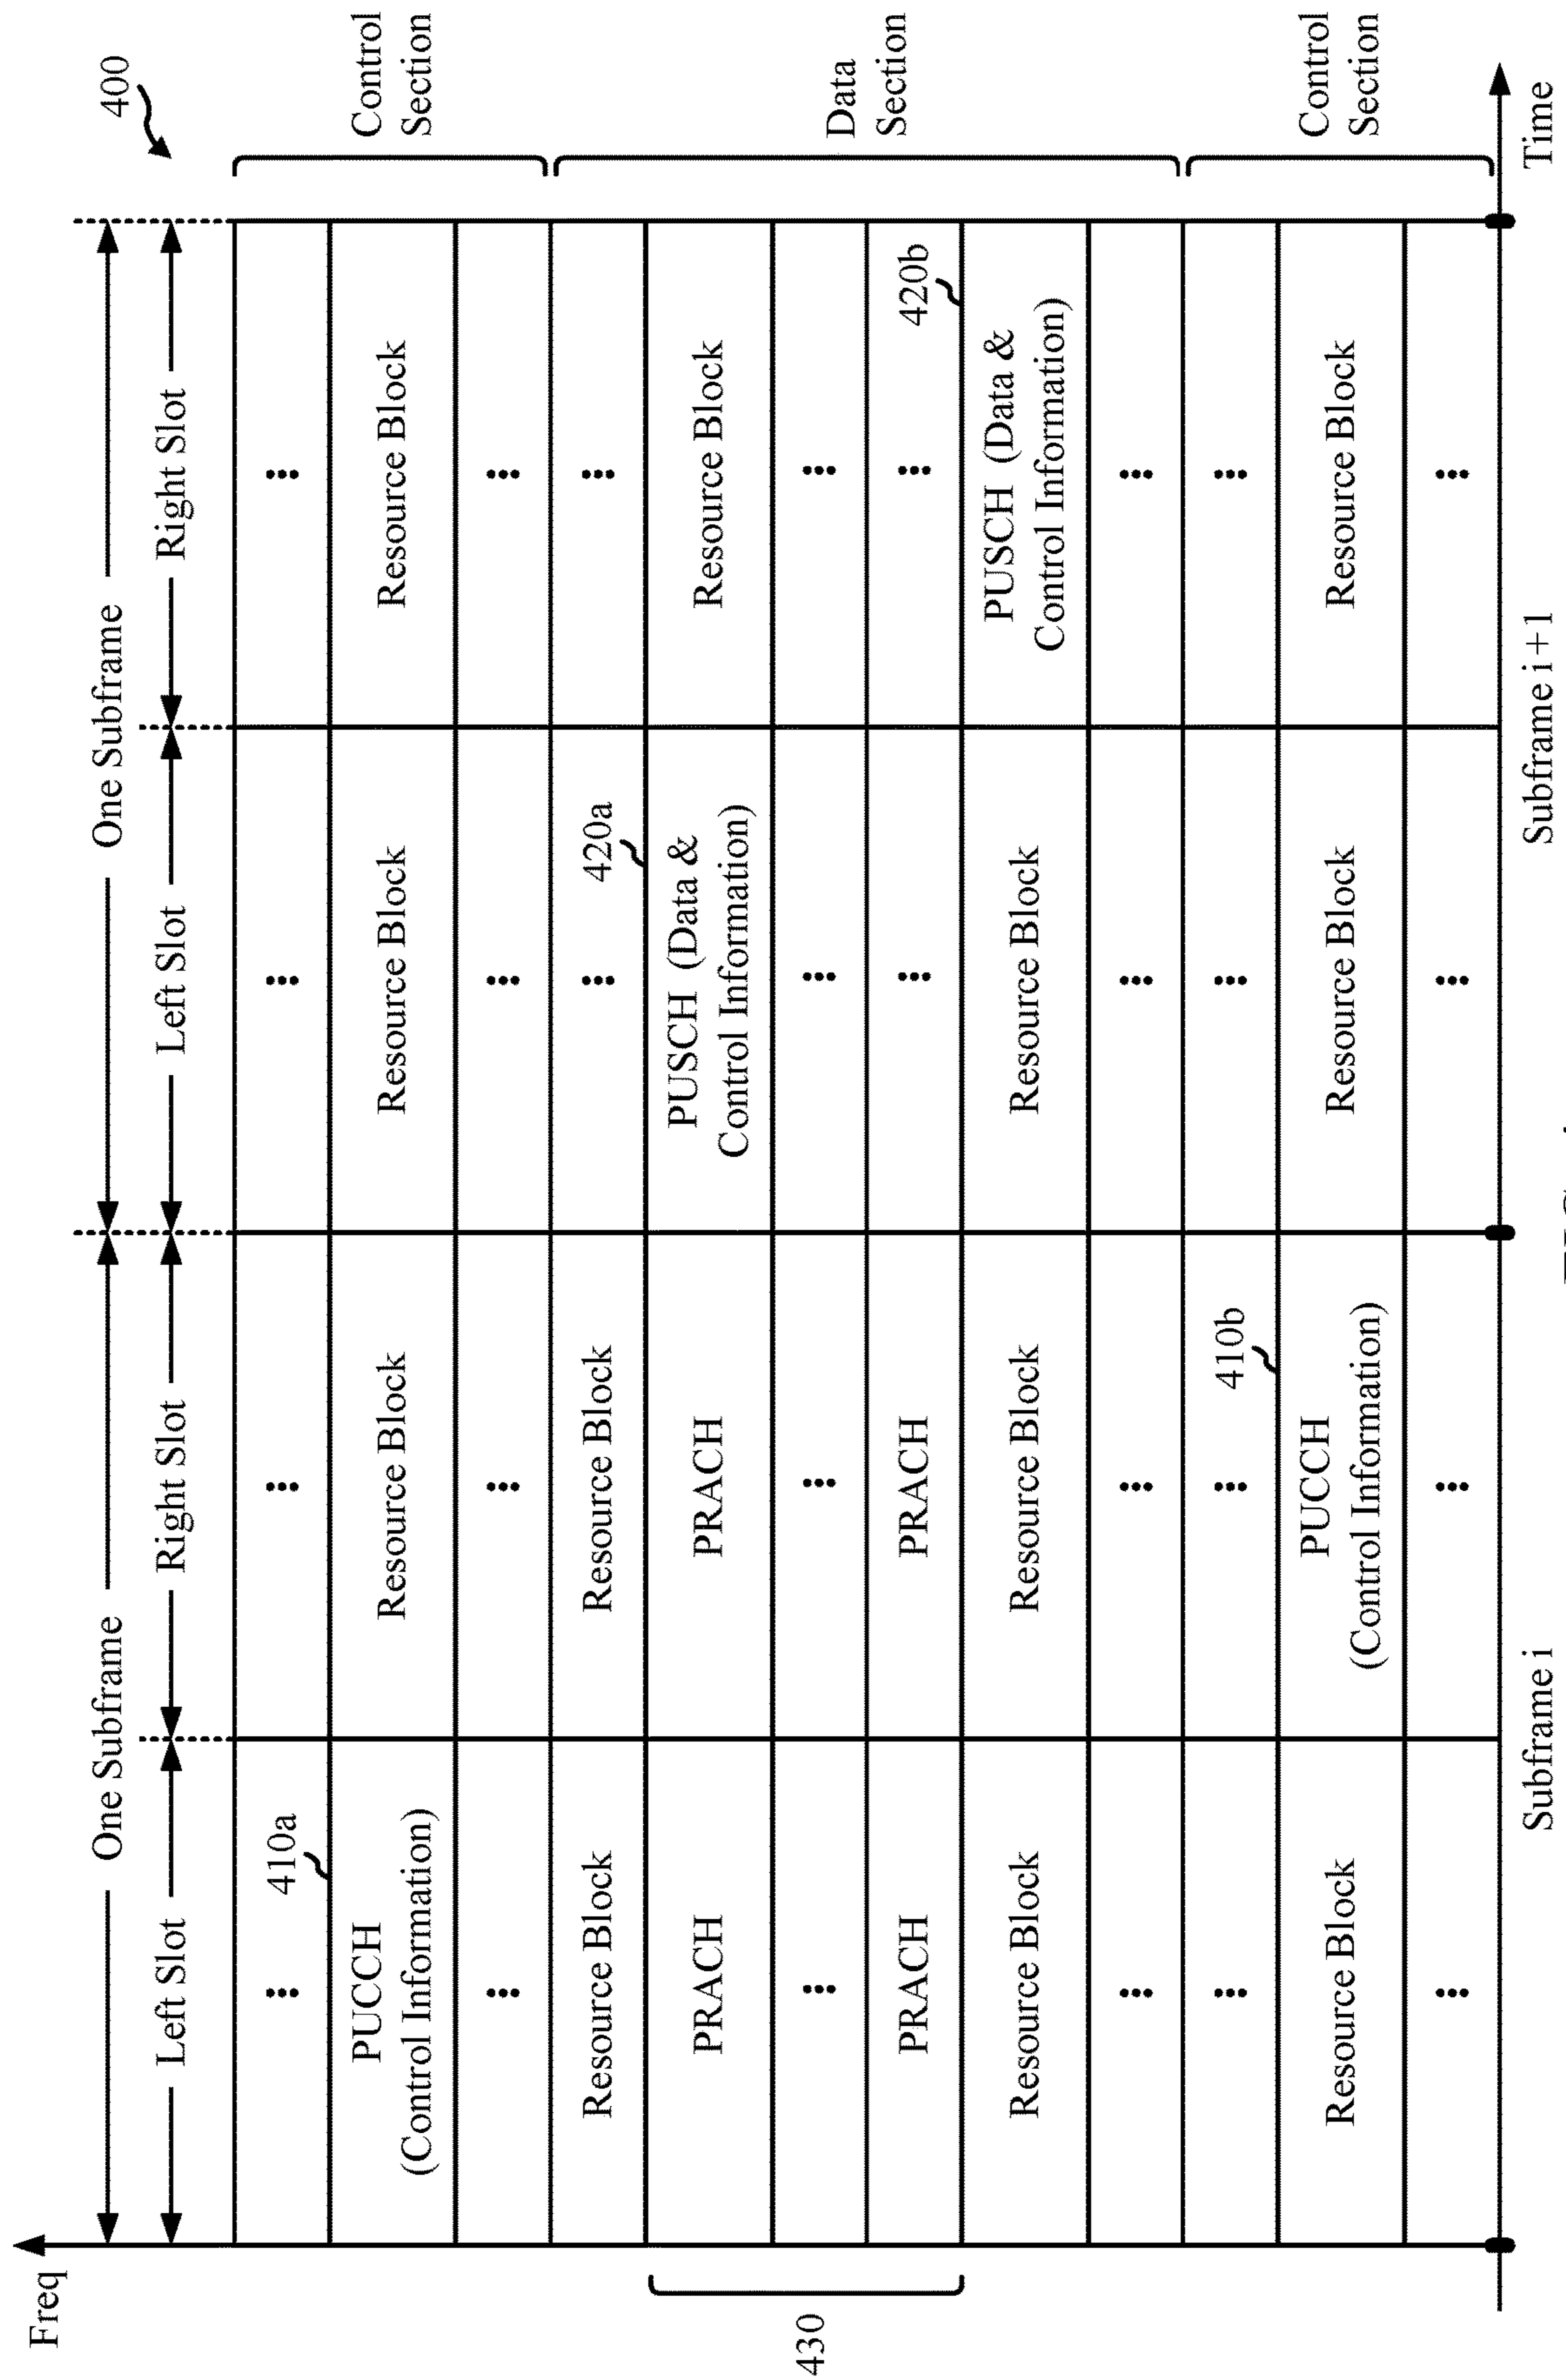 400
Freq
One Subframe
One Subframe
Left Slot
Right Slot
Left Slot
Right Slot
410a
⋮
⋮
⋮
⋮
Control
Section
PUCCH
(Control Information)
Resource Block
Resource Block
Resource Block
⋮
⋮
⋮
⋮
Resource Block
Resource Block
⋮
420a
⋮
430
PRACH
PRACH
PUSCH (Data &
Control Information)
Resource Block
Data
Section
⋮
⋮
⋮
⋮
PRACH
PRACH
⋮
⋮
420b
Resource Block
Resource Block
Resource Block
PUSCH (Data &
Control Information)
⋮
⋮
⋮
⋮
⋮
⋮
410b
⋮
⋮
Control
Section
Resource Block
PUCCH
(Control Information)
Resource Block
Resource Block
⋮
⋮
⋮
⋮
Subframe i
Subframe i+1
Time